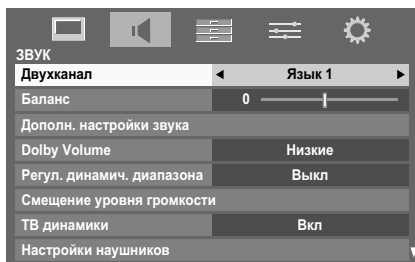 ЗВУК
Двухканал Язык 1
Баланс 0
Дополн. настройки звука
Dolby Volume Низкие
Регул. динамич. диапазона Выкл
Смещение уровня громкости
ТВ динамики Вкл
Настройки наушников